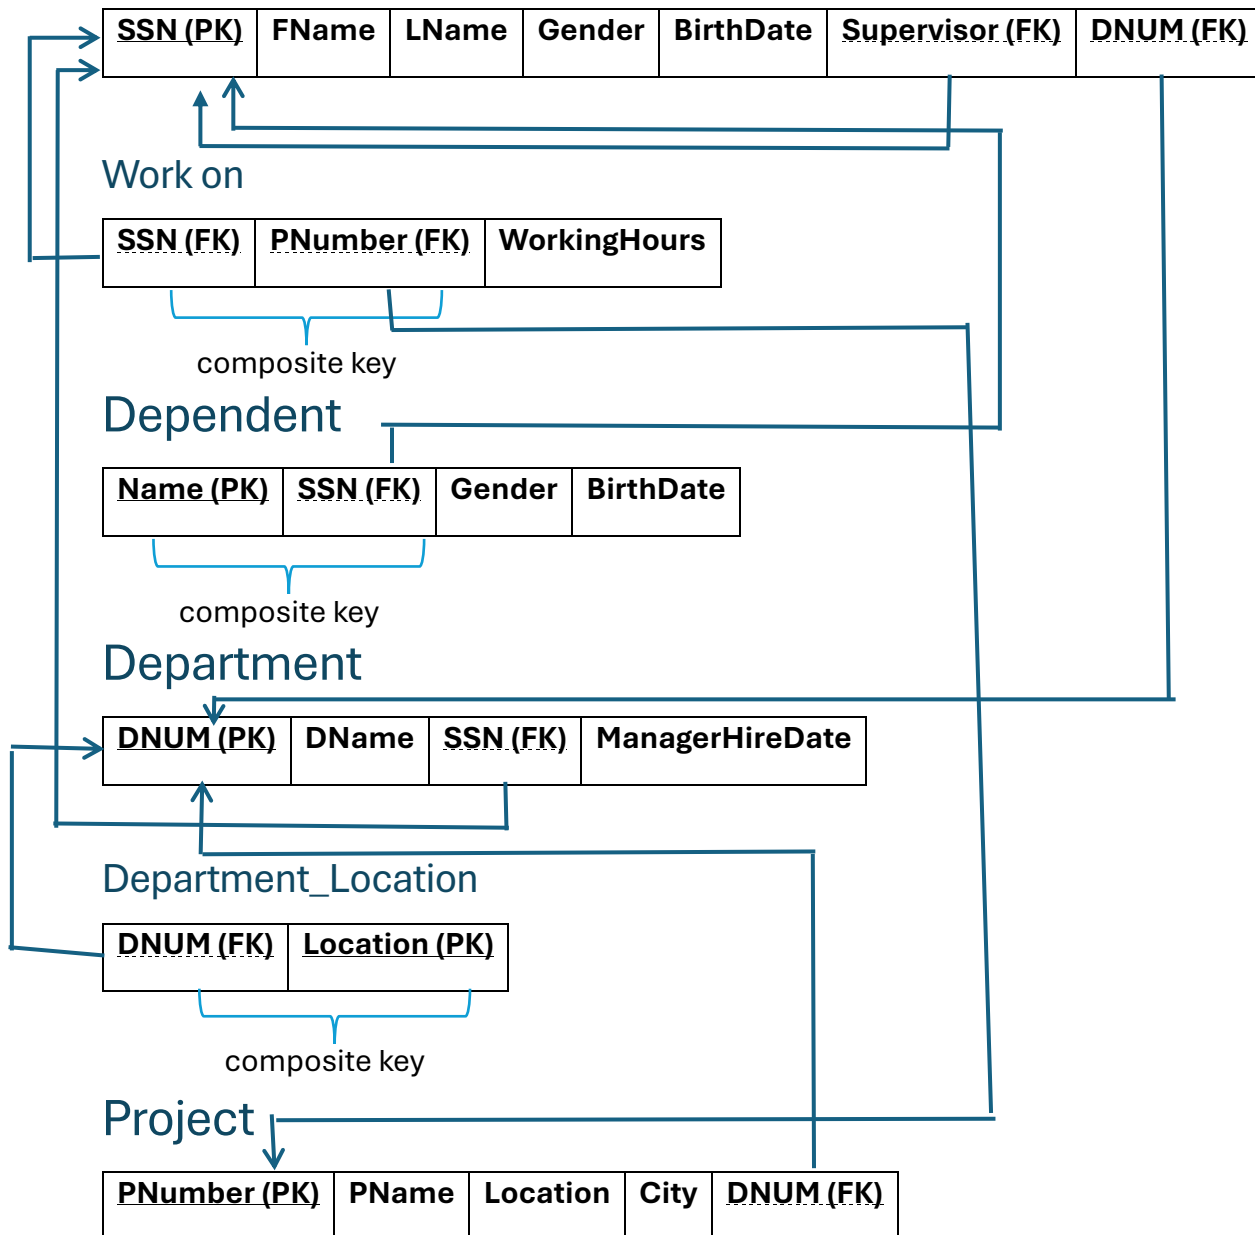 SSN (PK) FName LName Gender BirthDate Supervisor (FK) DNUM (FK)
Work on
SSN (FK) PNumber (FK) WorkingHours
composite key
Dependent
Name (PK) SSN (FK) Gender BirthDate
composite key
Department
DNUM (PK) DName SSN (FK) ManagerHireDate
Department_Location
DNUM (FK) Location (PK)
composite key
Project
PNumber (PK) PName Location City DNUM (FK)